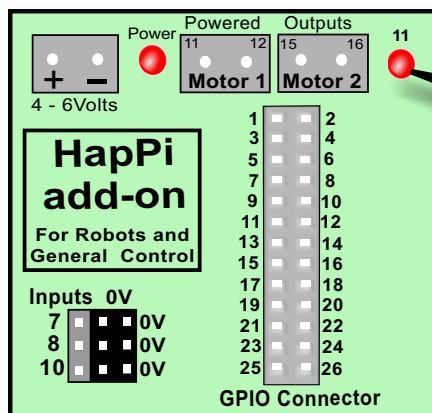 Powered Outputs
Power
11 12 15 16 11
+ - Motor 1 Motor 2
4 - 6Volts
HapPi
add-on
For Robots and
General Control
1 2
3 4
5 6
7 8
9 10
11 12
13 14
15 16
17 18
19 20
21 22
23 24
25 26
GPIO Connector
Inputs 0V
7 0V
8 0V
10 0V